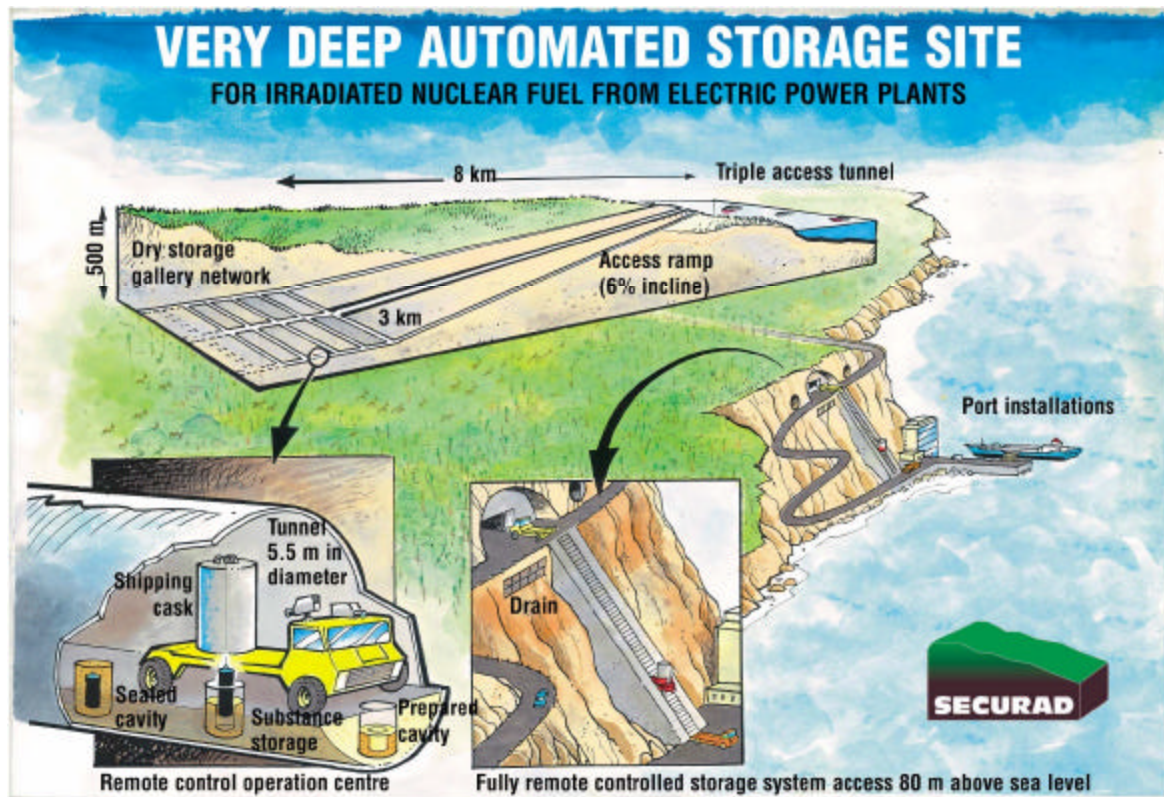 VERY DEEP AUTOMATED STORAGE SITE
FOR IRRADIATED NUCLEAR FUEL FROM ELECTRIC POWER PLANTS
8 km
Triple access tunnel
500 m
Dry storage
gallery network
Access ramp
(6% incline)
3 km
Port installations
Tunnel
5.5 m in
diameter
Shipping
cask
Sealed
cavity
Substance
storage
Prepared
cavity
Drain
SECURAD
Remote control operation centre
Fully remote controlled storage system access 80 m above sea level